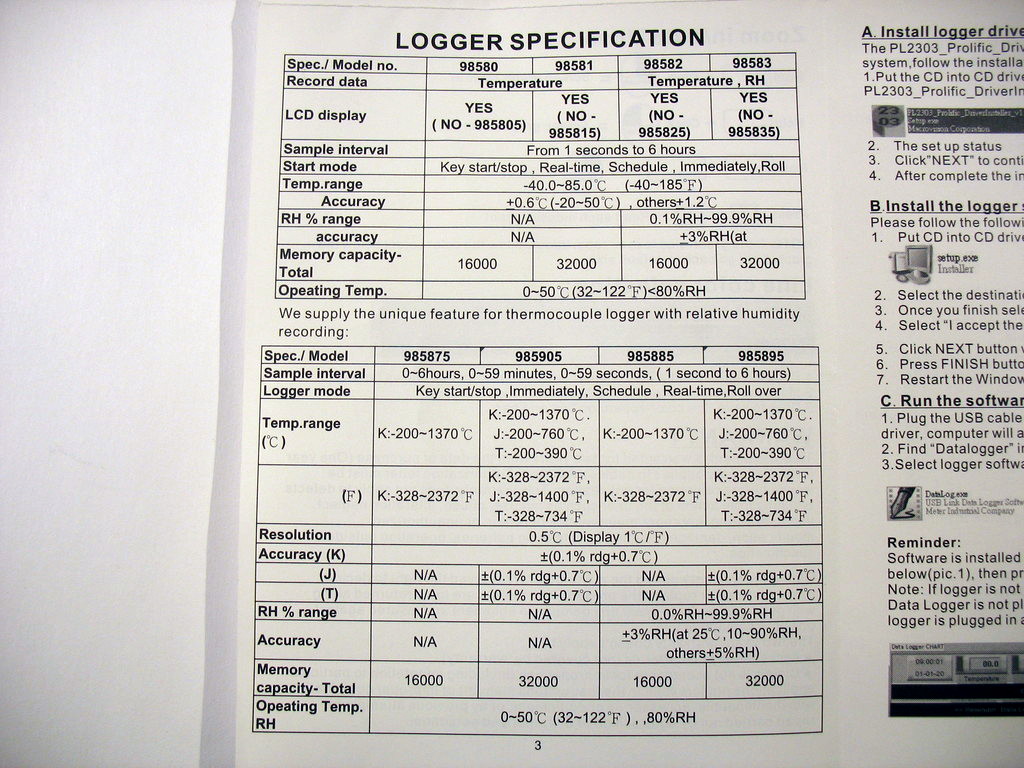 LOGGER SPECIFICATION
Spec./ Model no. 98580 98581 98582 98583
Record data Temperature Temperature , RH
LCD display YES ( NO - 985805) YES ( NO - 985815) YES (NO - 985825) YES (NO - 985835)
Sample interval From 1 seconds to 6 hours
Start mode Key start/stop , Real-time, Schedule , Immediately,Roll
Temp.range -40.0~85.0℃ (-40~185℉)
Accuracy ±0.6℃(-20~50℃) , others±1.2℃
RH % range N/A 0.1%RH~99.9%RH
accuracy N/A ±3%RH(at
Memory capacity- Total 16000 32000 16000 32000
Opeating Temp. 0~50℃(32~122℉)<80%RH
We supply the unique feature for thermocouple logger with relative humidity
recording:
Spec./ Model 985875 985905 985885 985895
Sample interval 0~6hours, 0~59 minutes, 0~59 seconds, ( 1 second to 6 hours)
Logger mode Key start/stop ,Immediately, Schedule , Real-time,Roll over
Temp.range (℃) K:-200~1370℃ K:-200~1370℃. J:-200~760℃, T:-200~390℃ K:-200~1370℃ K:-200~1370℃. J:-200~760℃, T:-200~390℃
(℉) K:-328~2372℉ K:-328~2372℉, J:-328~1400℉, T:-328~734℉ K:-328~2372℉ K:-328~2372℉, J:-328~1400℉, T:-328~734℉
Resolution 0.5℃ (Display 1℃/℉)
Accuracy (K) ±(0.1% rdg+0.7℃)
(J) N/A ±(0.1% rdg+0.7℃) N/A ±(0.1% rdg+0.7℃)
(T) N/A ±(0.1% rdg+0.7℃) N/A ±(0.1% rdg+0.7℃)
RH % range N/A N/A 0.0%RH~99.9%RH
Accuracy N/A N/A ±3%RH(at 25℃,10~90%RH, others±5%RH)
Memory capacity- Total 16000 32000 16000 32000
Opeating Temp. RH 0~50℃ (32~122℉) , ,80%RH
3
A. Install logger drive
The PL2303_Prolific_Driv
system,follow the installa
1.Put the CD into CD drive
PL2303_Prolific_DriverIn
23 03
PL2303_Prolific_DriverInstaller_v1
Setup.exe
Macrovision Corporation
2. The set up status
3. Click"NEXT" to conti
4. After complete the in
B.Install the logger s
Please follow the followi
1. Put CD into CD drive
setup.exe
Installer
2. Select the destinatio
3. Once you finish sele
4. Select "I accept the
5. Click NEXT button
6. Press FINISH butto
7. Restart the Window
C. Run the softwar
1. Plug the USB cable
driver, computer will a
2. Find "Datalogger" i
3.Select logger softwa
DataLog.exe
USB Link Data Logger Softw
Meter Industrial Company
Reminder:
Software is installed
below(pic.1), then pr
Note: If logger is not
Data Logger is not pl
logger is plugged in a
Data Logger CHART
09:00:01
01-01-20
00.0
Temperature